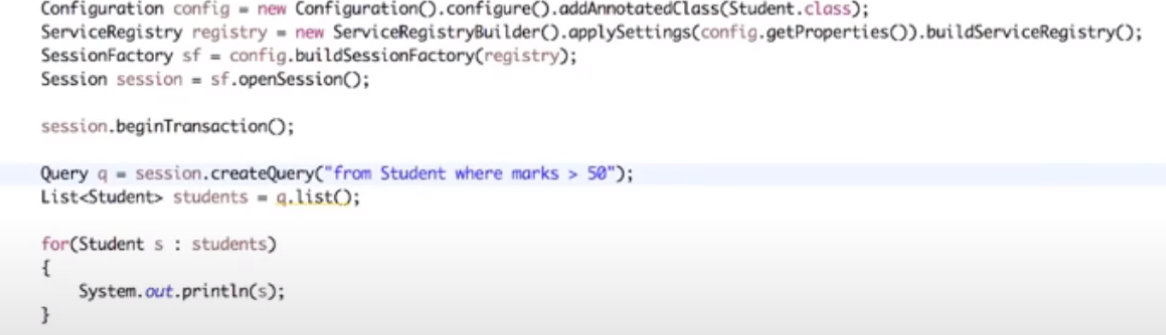 Configuration config = new Configuration().configure().addAnnotatedClass(Student.class);
ServiceRegistry registry = new ServiceRegistryBuilder().applySettings(config.getProperties()).buildServiceRegistry();
SessionFactory sf = config.buildSessionFactory(registry);
Session session = sf.openSession();
session.beginTransaction();
Query q = session.createQuery("from Student where marks > 50");
List<Student> students = q.list();
for(Student s : students)
{
System.out.println(s);
}